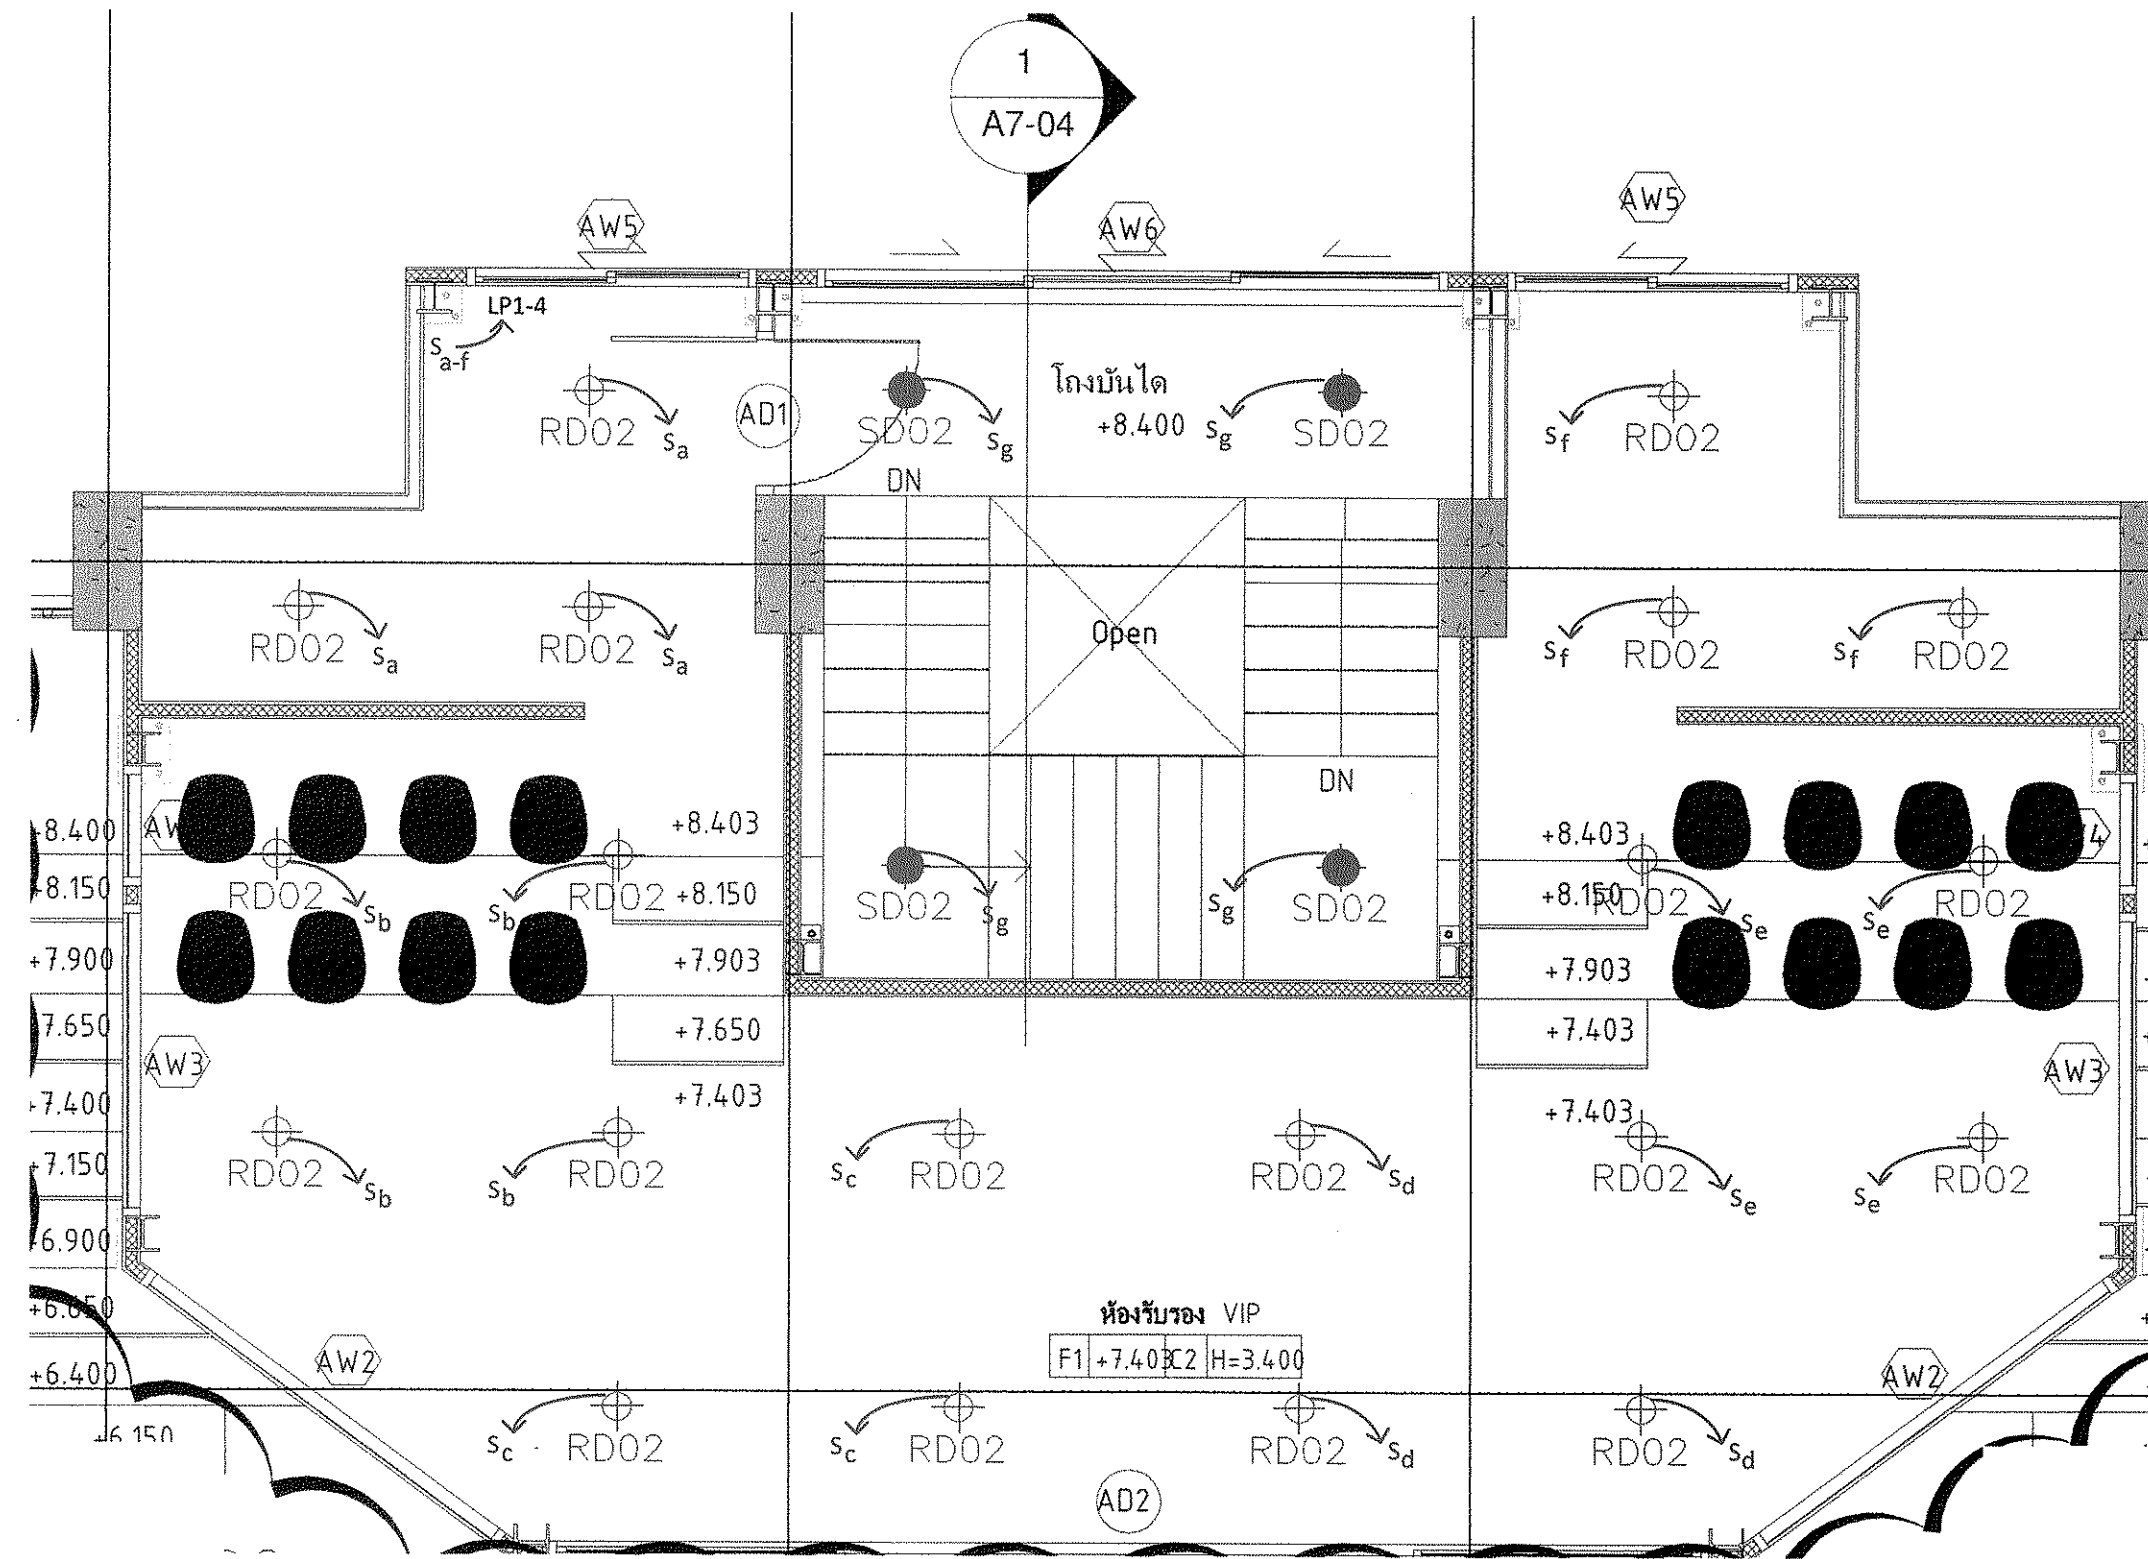 1
A7-04
AW5
AW6
AW5
LP1-4
Sa-f
โถงบันได
+8.400
RD02 Sa
AD1
SD02 Sg
Sg SD02
Sf RD02
DN
Open
RD02 Sa
RD02 Sa
Sf RD02
Sf RD02
DN
+8.400
+8.403
+8.403
+8.150
RD02 Sb
Sb RD02
+8.150
SD02 Sg
Sg SD02
+8.150
RD02 Se
Se RD02
+7.900
+7.903
+7.903
7.650
+7.650
+7.403
AW3
AW3
+7.400
+7.403
+7.403
+7.150
RD02 Sb
Sb RD02
Sc RD02
RD02 Sd
RD02 Se
Se RD02
6.900
+6.650
ห้องรับรอง VIP
F1 +7.403 C2 H=3.400
AW2
AW2
+6.400
+6.150
Sc RD02
Sc RD02
RD02 Sd
RD02 Sd
AD2